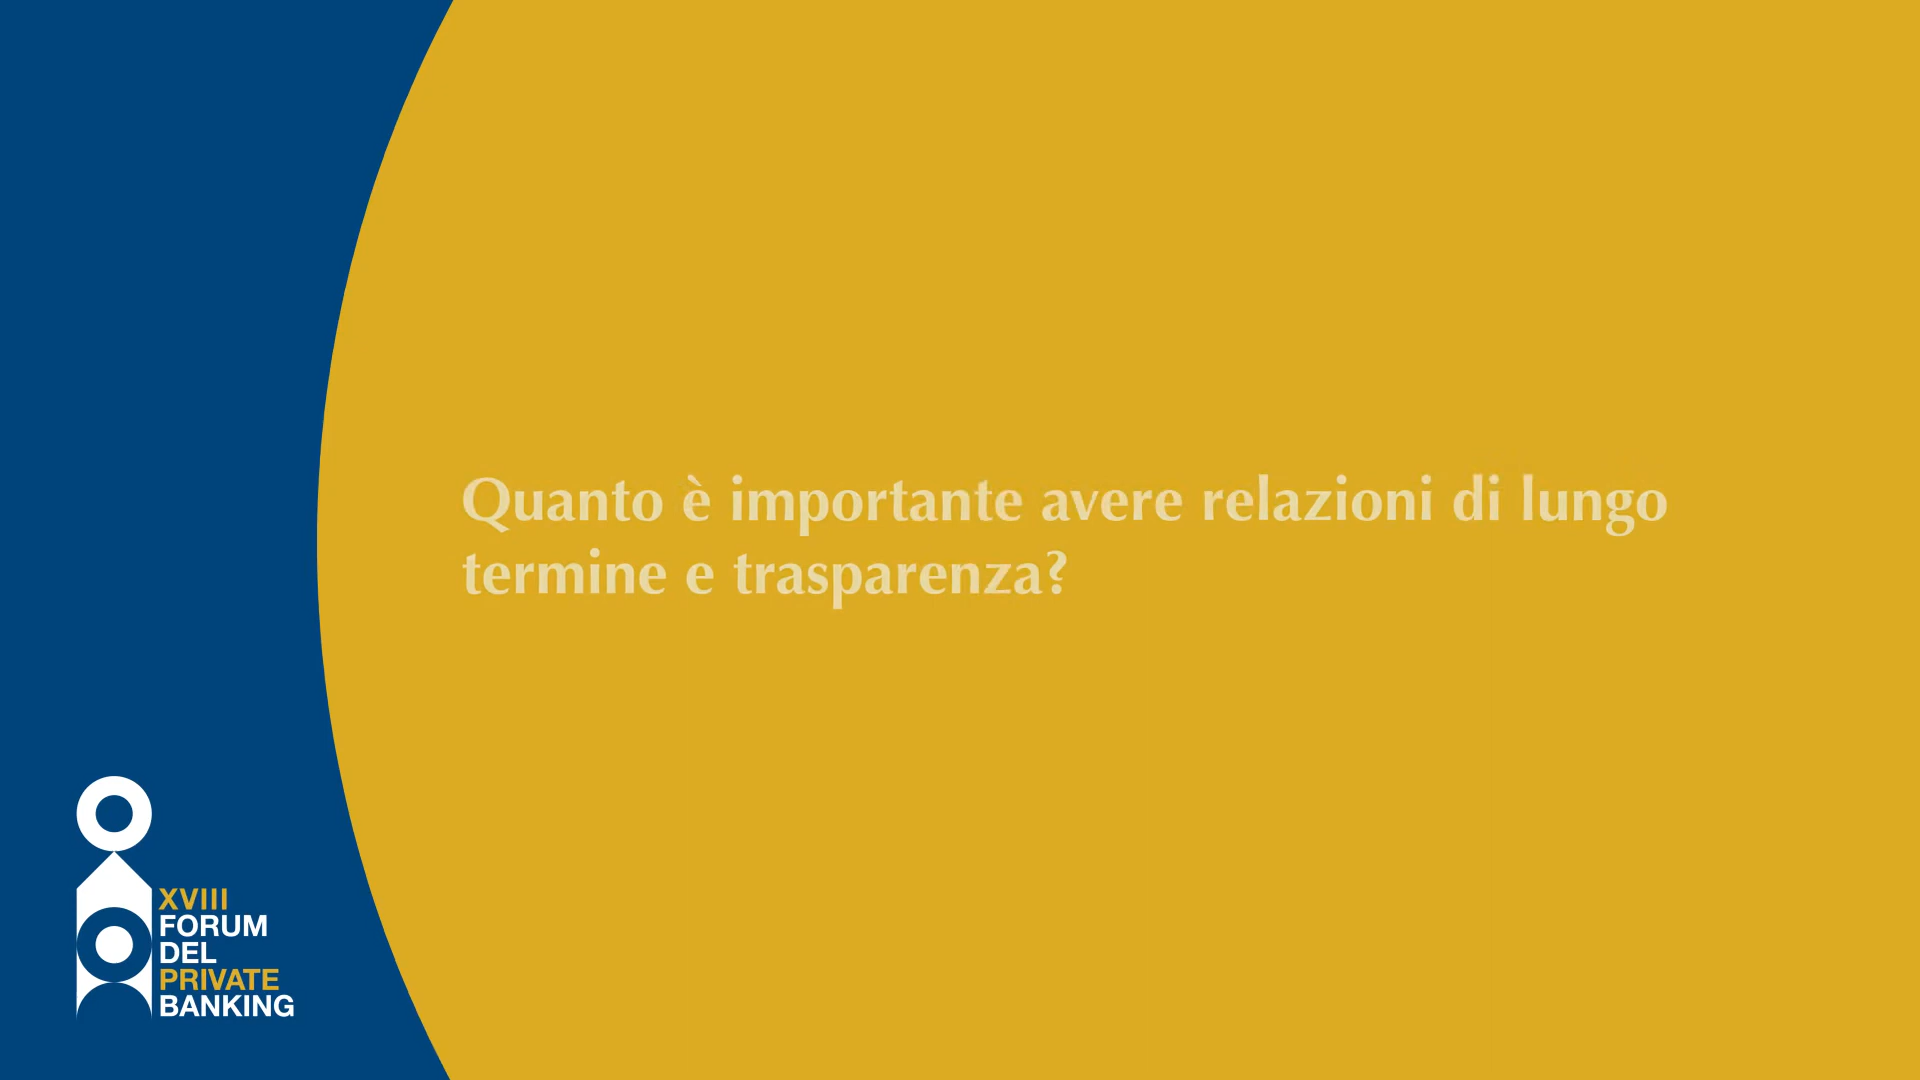 Quanto è importante avere relazioni di lungo
termine e trasparenza?
XVIII
FORUM
DEL
PRIVATE
BANKING